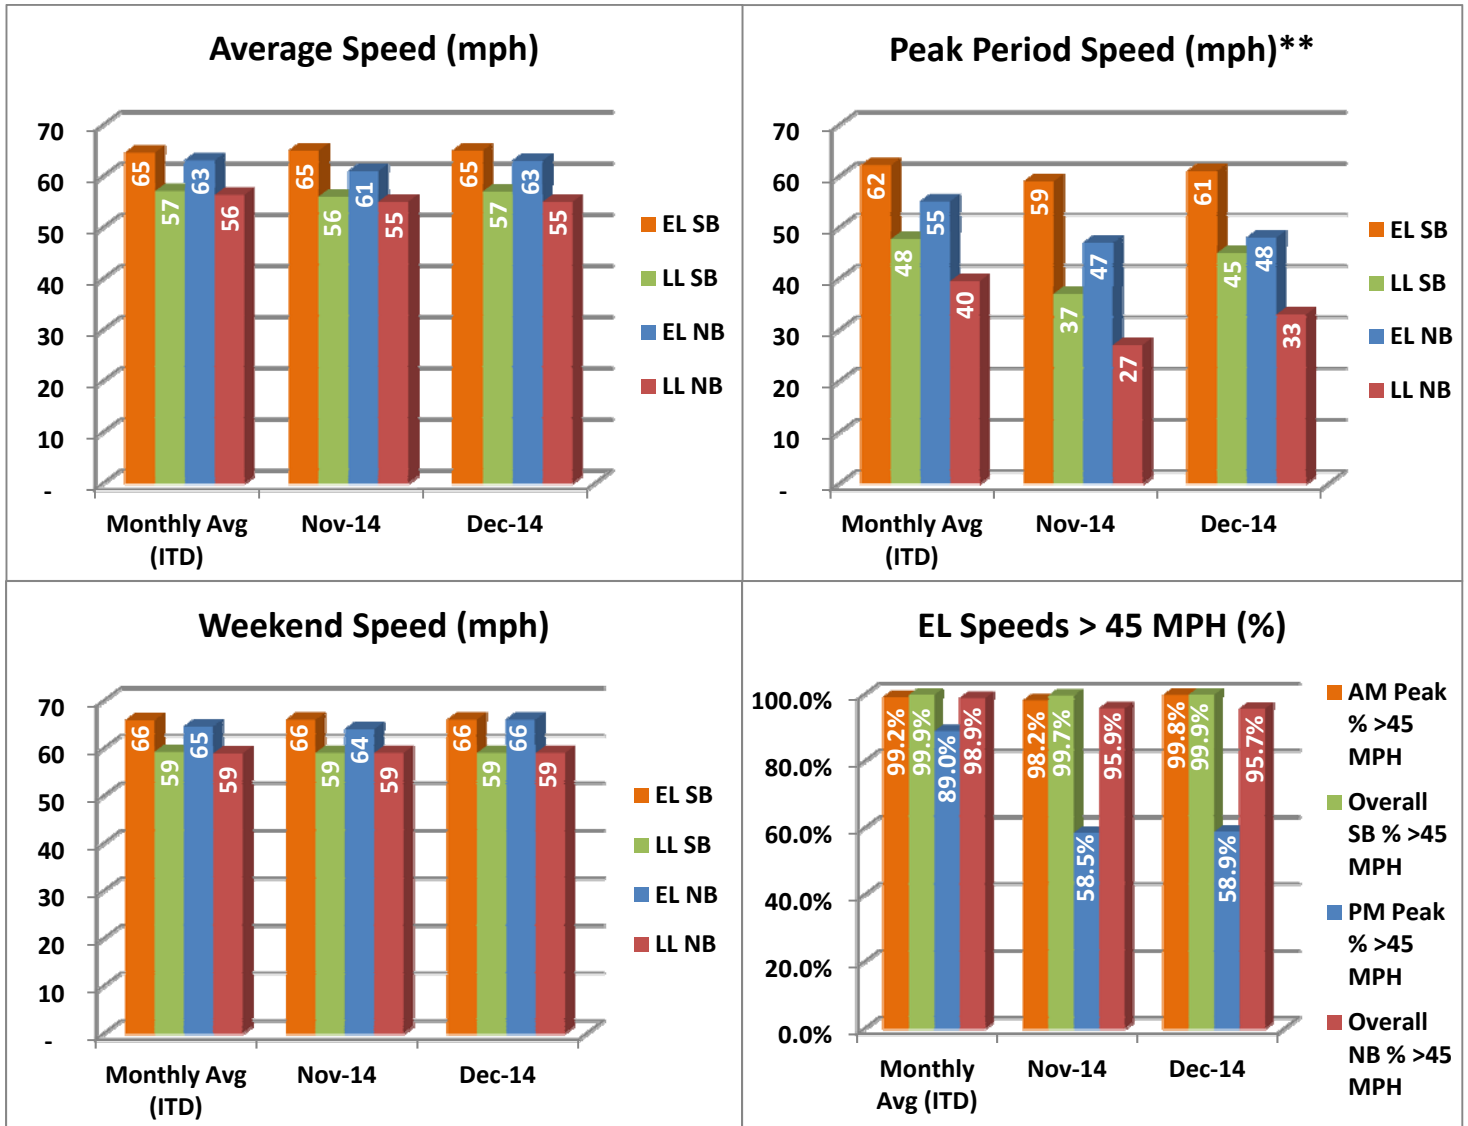 Average Speed (mph)
70
60
50
40
30
20
10
-
65
57
63
56
65
56
61
55
65
57
63
55
Monthly Avg
(ITD)
Nov-14
Dec-14
EL SB
LL SB
EL NB
LL NB
Peak Period Speed (mph)**
70
60
50
40
30
20
10
-
62
48
55
40
59
37
47
27
61
45
48
33
Monthly Avg
(ITD)
Nov-14
Dec-14
EL SB
LL SB
EL NB
LL NB
Weekend Speed (mph)
70
60
50
40
30
20
10
-
66
59
65
59
66
59
64
59
66
59
66
59
Monthly Avg
(ITD)
Nov-14
Dec-14
EL SB
LL SB
EL NB
LL NB
EL Speeds > 45 MPH (%)
100.0%
80.0%
60.0%
40.0%
20.0%
0.0%
99.2%
99.9%
89.0%
98.9%
98.2%
99.7%
58.5%
95.9%
99.8%
99.9%
58.9%
95.7%
Monthly
Avg (ITD)
Nov-14
Dec-14
AM Peak
% >45
MPH
Overall
SB % >45
MPH
PM Peak
% >45
MPH
Overall
NB % >45
MPH